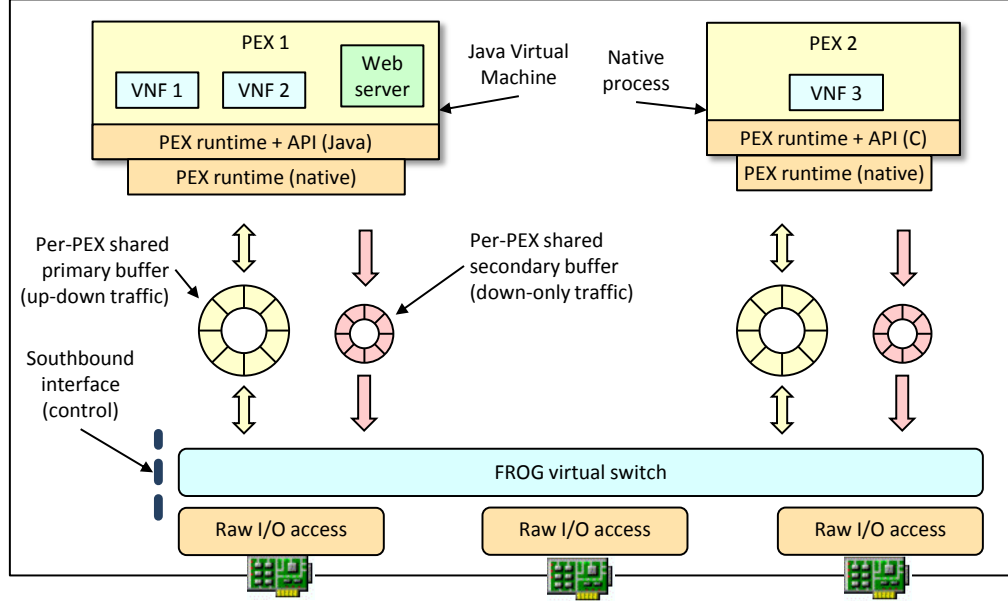 PEX 1
VNF 1
VNF 2
Web
server
PEX runtime + API (Java)
PEX runtime (native)
Java Virtual
Machine
Native
process
PEX 2
VNF 3
PEX runtime + API (C)
PEX runtime (native)
Per-PEX shared
primary buffer
(up-down traffic)
Per-PEX shared
secondary buffer
(down-only traffic)
Southbound
interface
(control)
FROG virtual switch
Raw I/O access
Raw I/O access
Raw I/O access